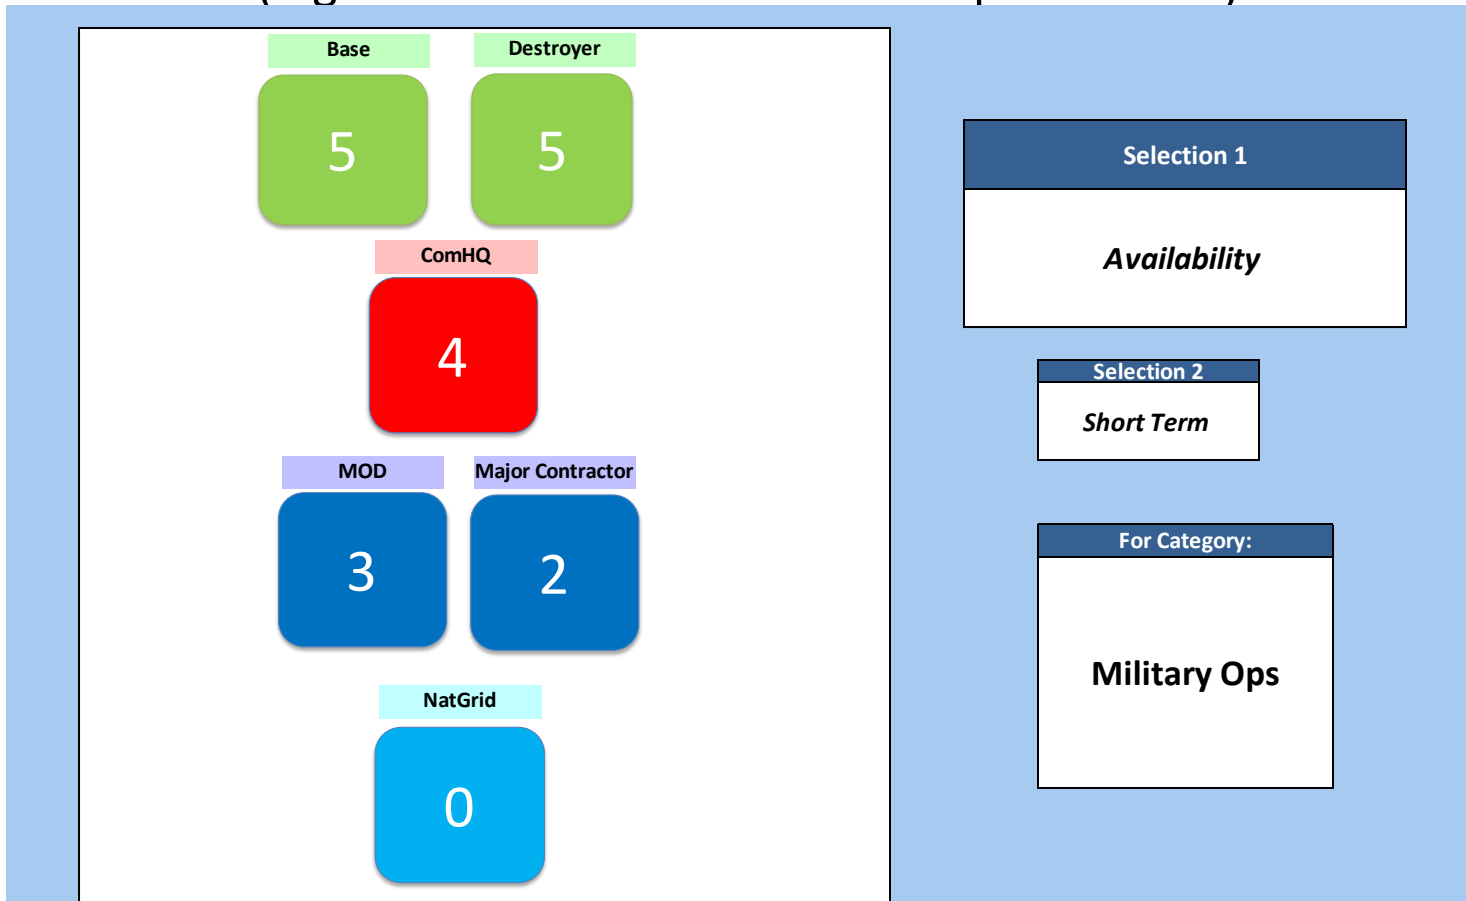 Base
Destroyer
5
5
ComHQ
4
MOD
Major Contractor
3
2
NatGrid
0
Selection 1
Availability
Selection 2
Short Term
For Category:
Military Ops